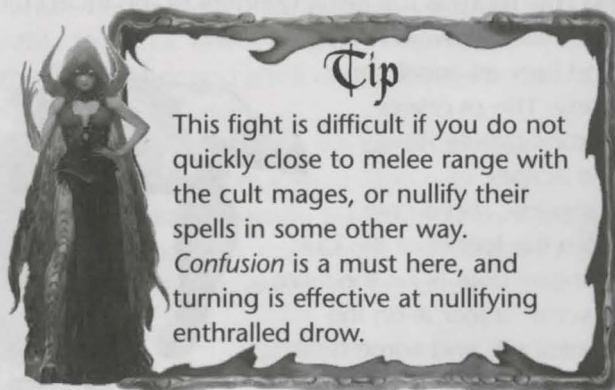 Tip
This fight is difficult if you do not
quickly close to melee range with
the cult mages, or nullify their
spells in some other way.
Confusion is a must here, and
turning is effective at nullifying
enthralled drow.